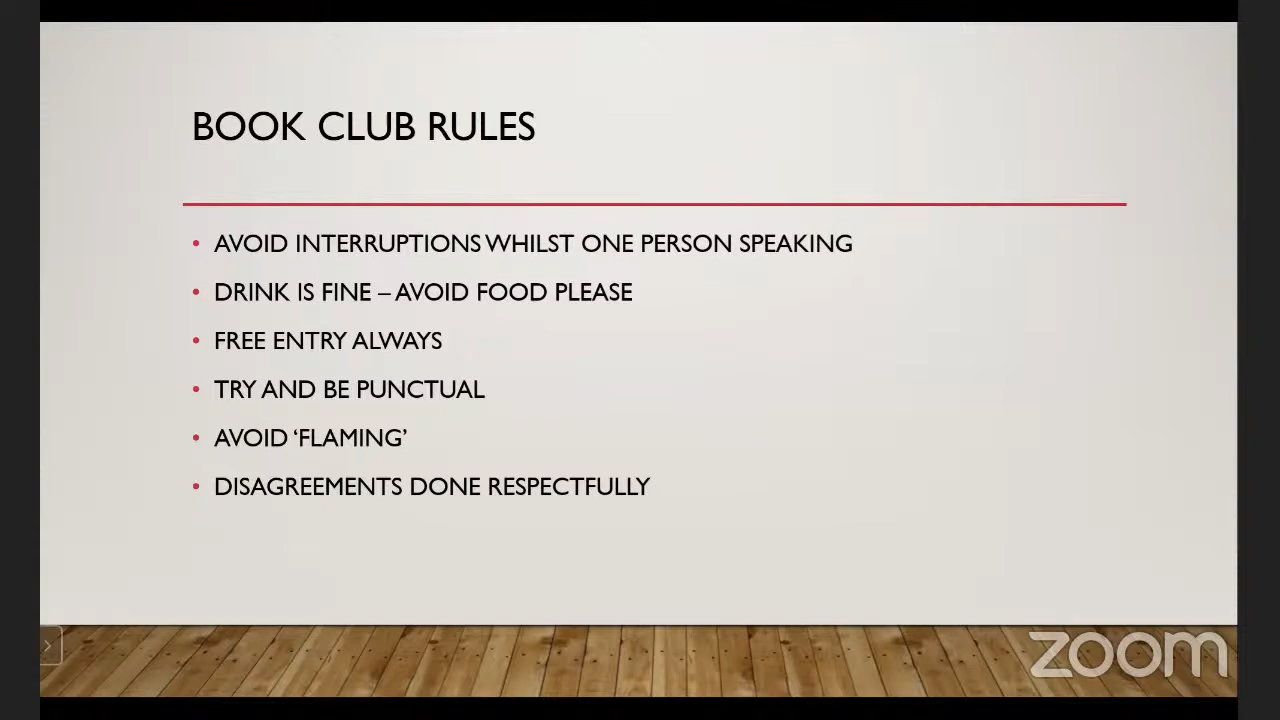 BOOK CLUB RULES
• AVOID INTERRUPTIONS WHILST ONE PERSON SPEAKING
• DRINK IS FINE – AVOID FOOD PLEASE
• FREE ENTRY ALWAYS
• TRY AND BE PUNCTUAL
• AVOID ‘FLAMING’
• DISAGREEMENTS DONE RESPECTFULLY
zoom